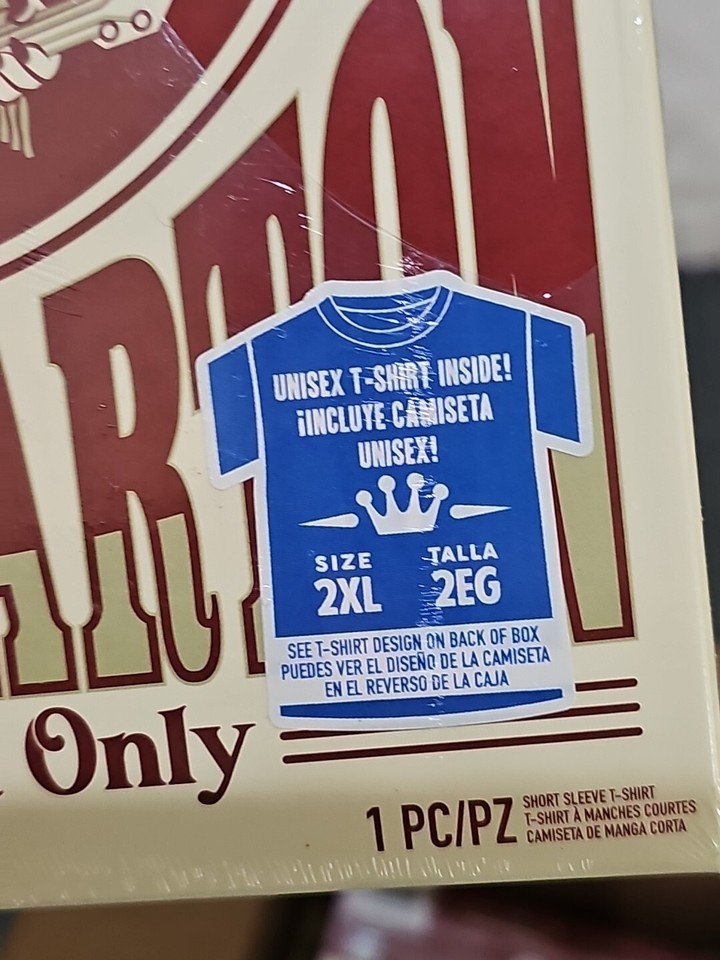 ARTON
UNISEX T-SHIRT INSIDE!
¡INCLUYE CAMISETA
UNISEX!
SIZE TALLA
2XL 2EG
SEE T-SHIRT DESIGN ON BACK OF BOX
PUEDES VER EL DISEÑO DE LA CAMISETA
EN EL REVERSO DE LA CAJA
Only
1 PC/PZ
SHORT SLEEVE T-SHIRT
T-SHIRT À MANCHES COURTES
CAMISETA DE MANGA CORTA